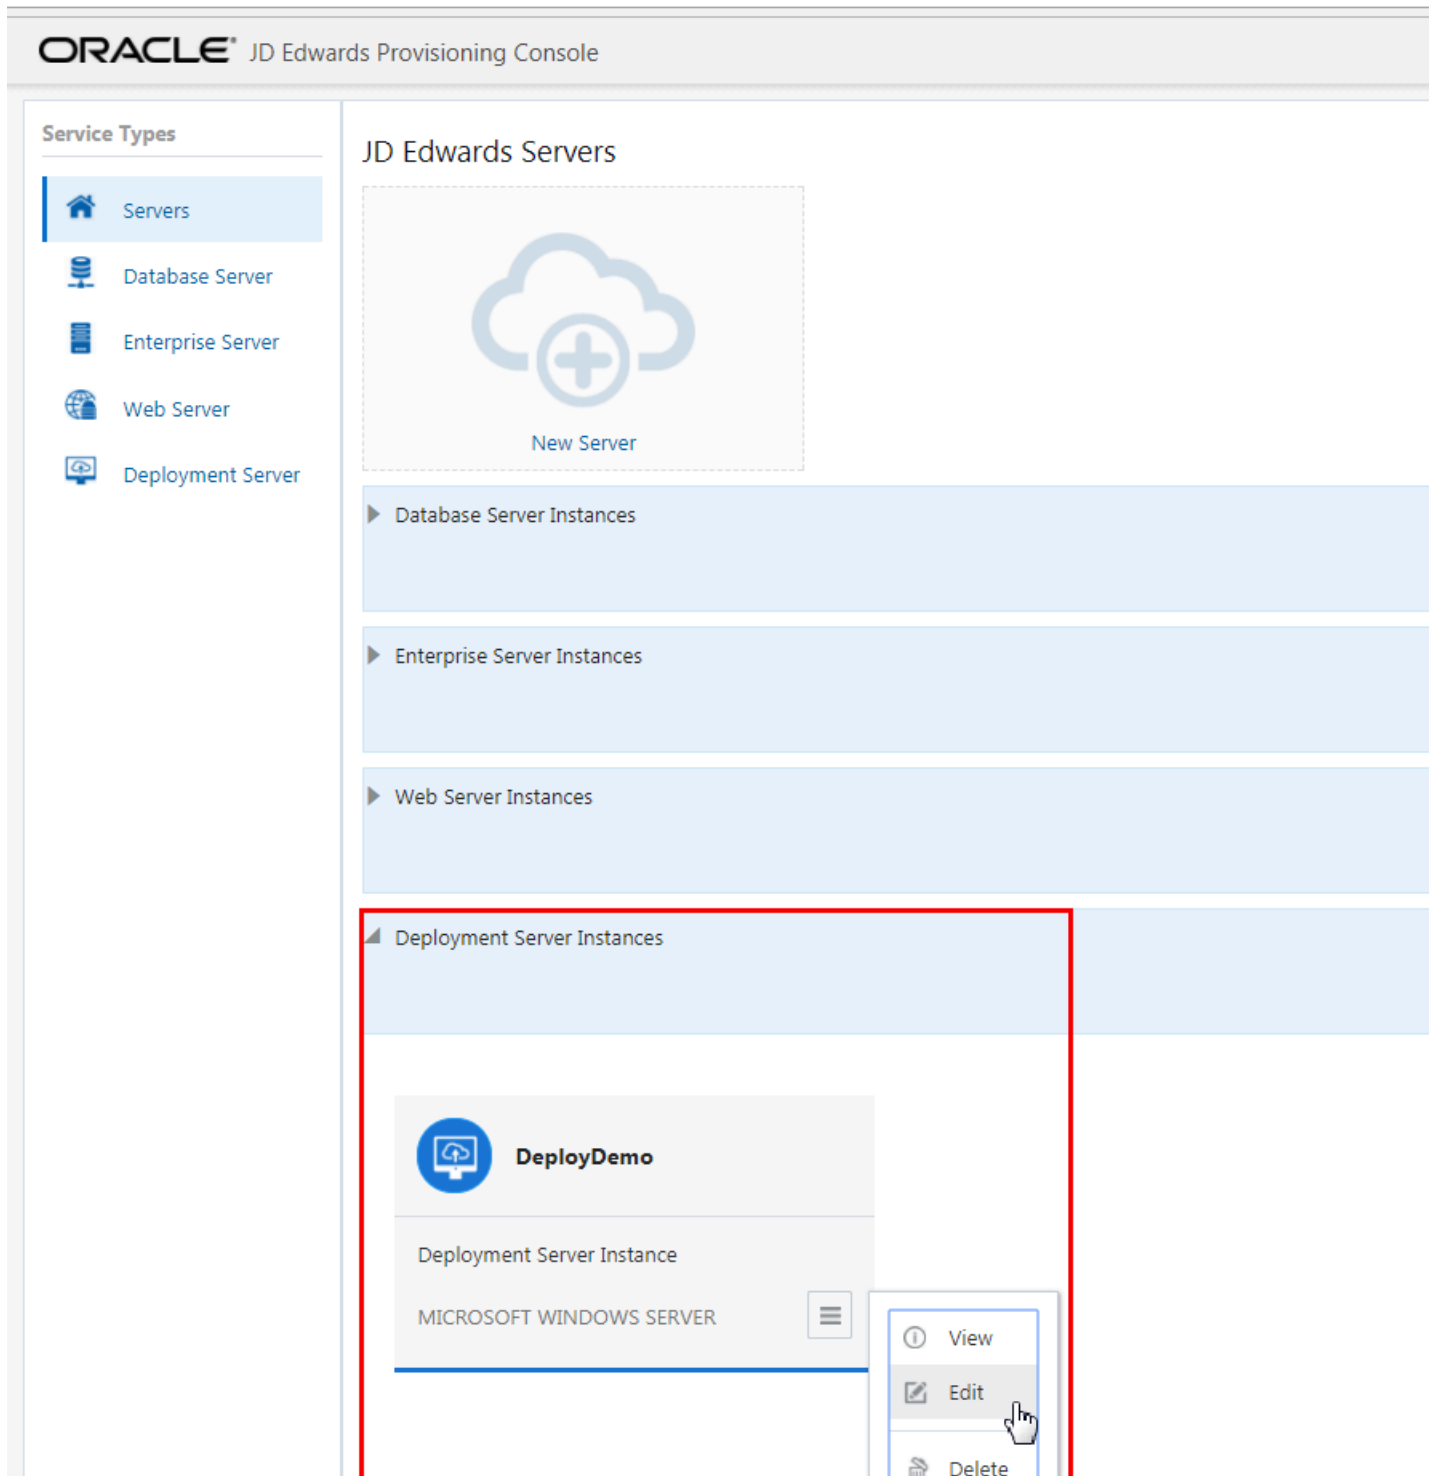 ORACLE® JD Edwards Provisioning Console
Service Types
Servers
Database Server
Enterprise Server
Web Server
Deployment Server
JD Edwards Servers
New Server
Database Server Instances
Enterprise Server Instances
Web Server Instances
Deployment Server Instances
DeployDemo
Deployment Server Instance
MICROSOFT WINDOWS SERVER
View
Edit
Delete